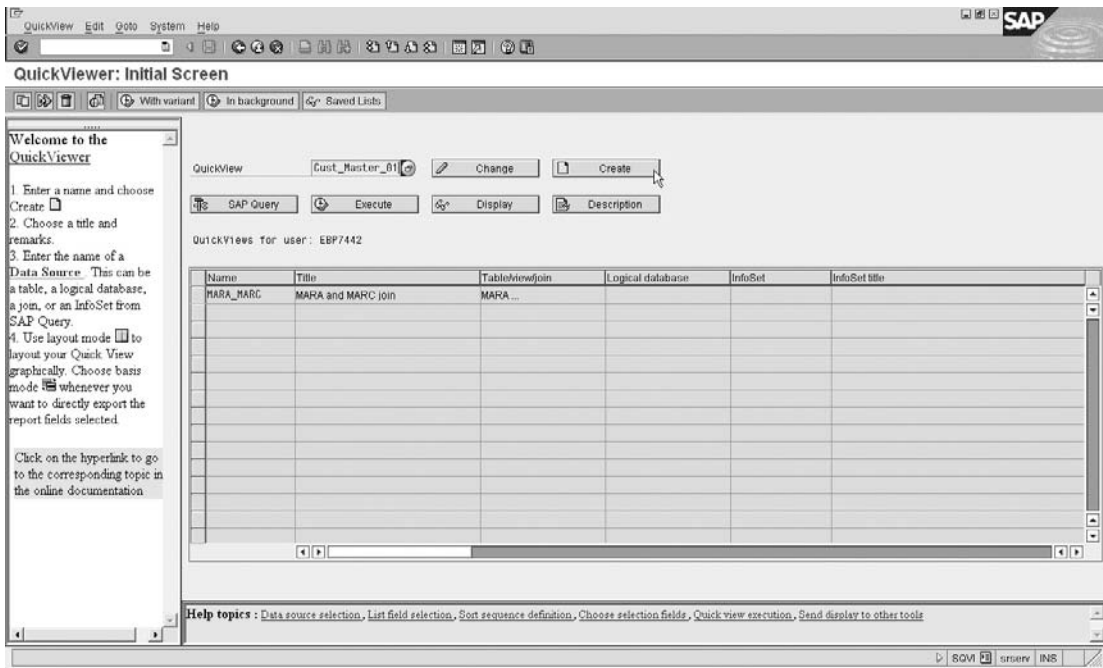 QuickView Edit Goto System Help
SAP
QuickViewer: Initial Screen
With variant In background Saved Lists
Welcome to the
QuickViewer
1. Enter a name and choose
Create
2. Choose a title and
remarks.
3. Enter the name of a
Data Source . This can be
a table, a logical database,
a join, or an InfoSet from
SAP Query.
4. Use layout mode to
layout your Quick View
graphically. Choose basis
mode whenever you
want to directly export the
report fields selected.
Click on the hyperlink to go
to the corresponding topic in
the online documentation
QuickView Cust_Master_01 Change Create
SAP Query Execute Display Description
QuickViews for user: EBP7442
Name Title Table/view/join Logical database InfoSet InfoSet title
MARA_MARC MARA and MARC join MARA ...
Help topics : Data source selection , List field selection , Sort sequence definition , Choose selection fields , Quick view execution , Send display to other tools
SQVI srserv INS